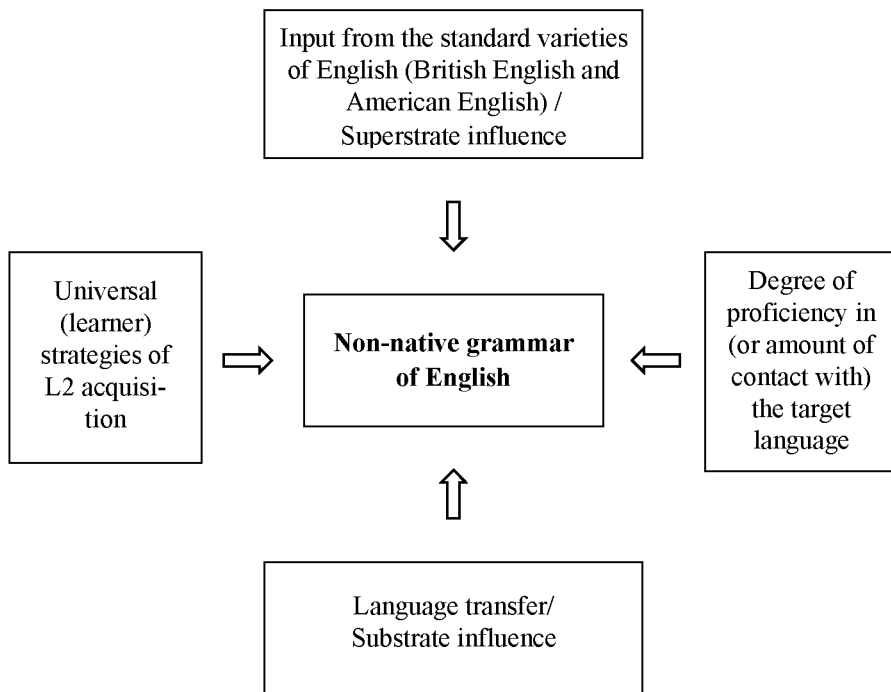 Input from the standard varieties
of English (British English and
American English) /
Superstrate influence
Universal
(learner)
strategies of
L2 acquisi-
tion
Non-native grammar
of English
Degree of
proficiency in
(or amount of
contact with)
the target
language
Language transfer/
Substrate influence